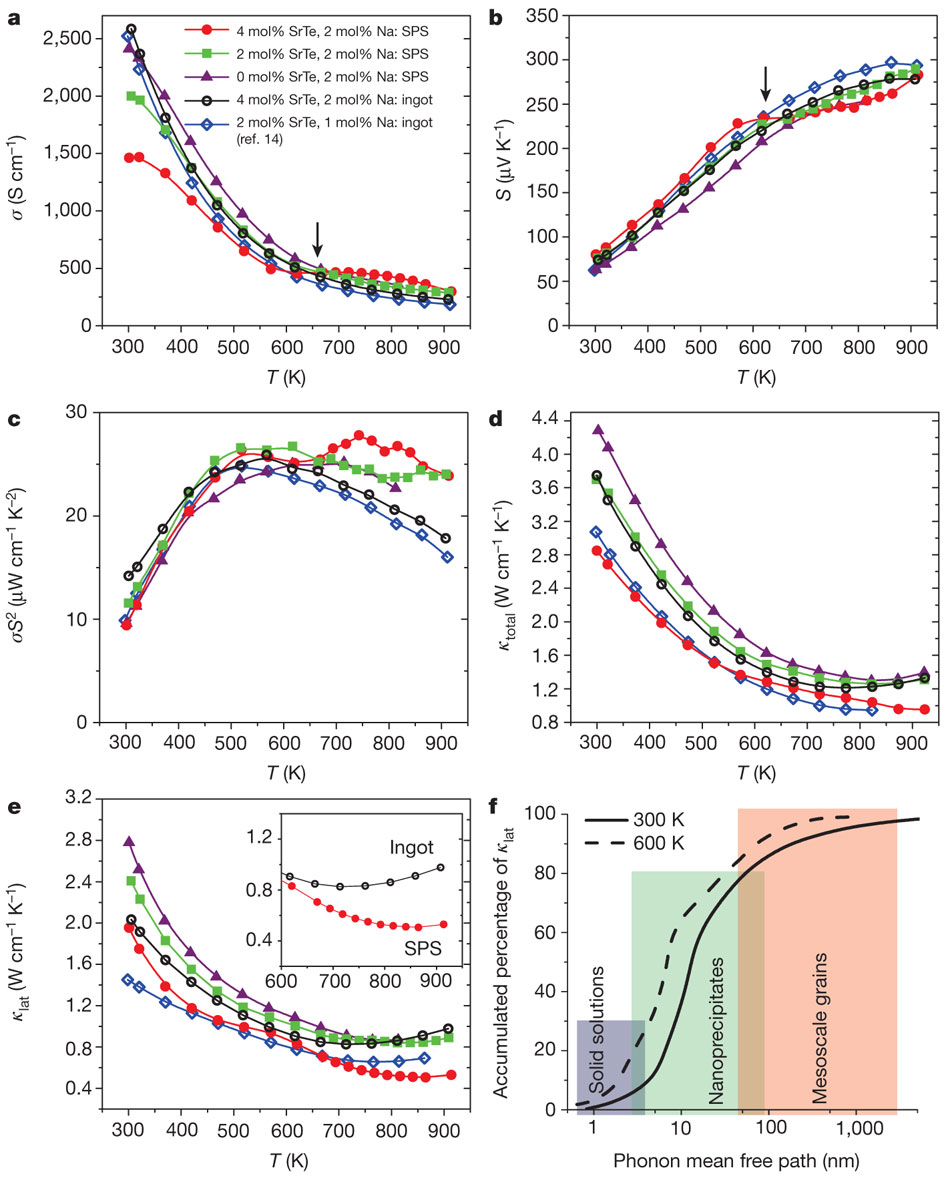 a
2,500
2,000
1,500
1,000
500
0
σ (S cm⁻¹)
4 mol% SrTe, 2 mol% Na: SPS
2 mol% SrTe, 2 mol% Na: SPS
0 mol% SrTe, 2 mol% Na: SPS
4 mol% SrTe, 2 mol% Na: ingot
2 mol% SrTe, 1 mol% Na: ingot
(ref. 14)
300 400 500 600 700 800 900
T (K)
b
350
300
250
200
150
100
50
0
S (μV K⁻¹)
300 400 500 600 700 800 900
T (K)
c
30
20
10
0
σS² (μW cm⁻¹ K⁻²)
300 400 500 600 700 800 900
T (K)
d
4.4
4.0
3.6
3.2
2.8
2.4
2.0
1.6
1.2
0.8
κtotal (W cm⁻¹ K⁻¹)
300 400 500 600 700 800 900
T (K)
e
3.2
2.8
2.4
2.0
1.6
1.2
0.8
0.4
κlat (W cm⁻¹ K⁻¹)
1.2
0.8
0.4
Ingot
SPS
600 700 800 900
300 400 500 600 700 800 900
T (K)
f
100
80
60
40
20
0
Accumulated percentage of κlat
300 K
600 K
Solid solutions
Nanoprecipitates
Mesoscale grains
1 10 100 1,000
Phonon mean free path (nm)